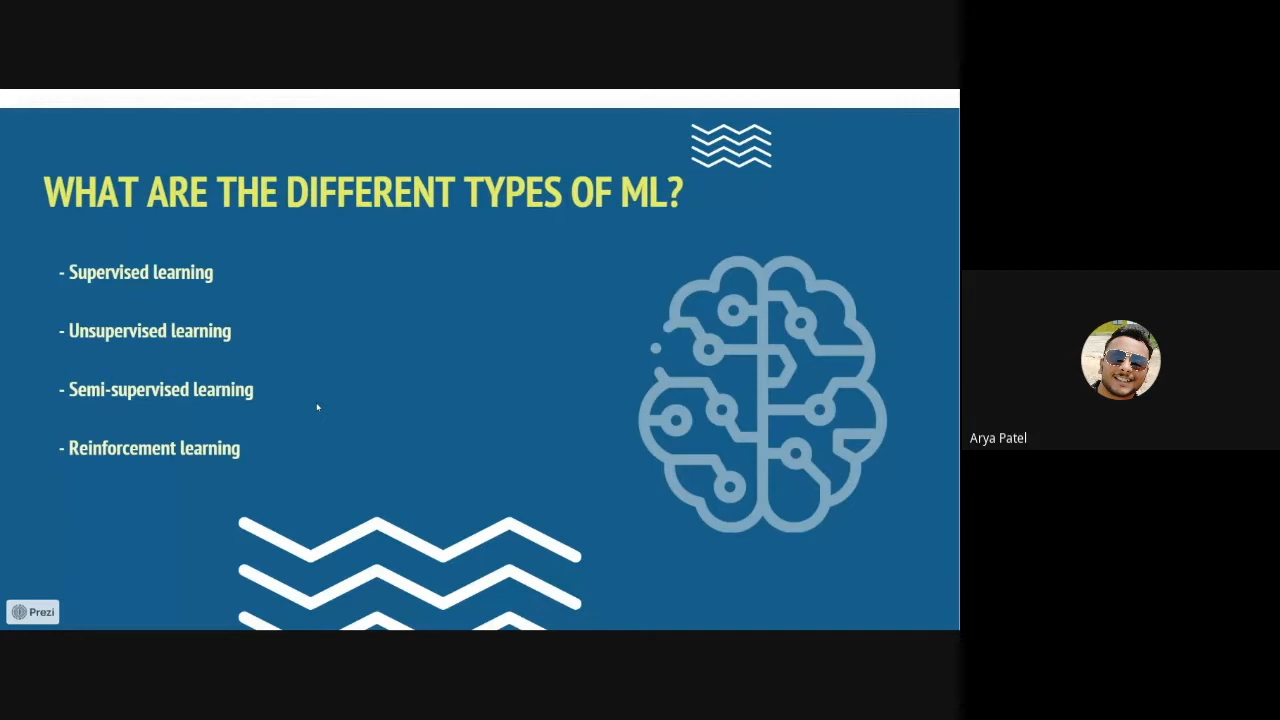 WHAT ARE THE DIFFERENT TYPES OF ML?
- Supervised learning
- Unsupervised learning
- Semi-supervised learning
- Reinforcement learning
Prezi
Arya Patel